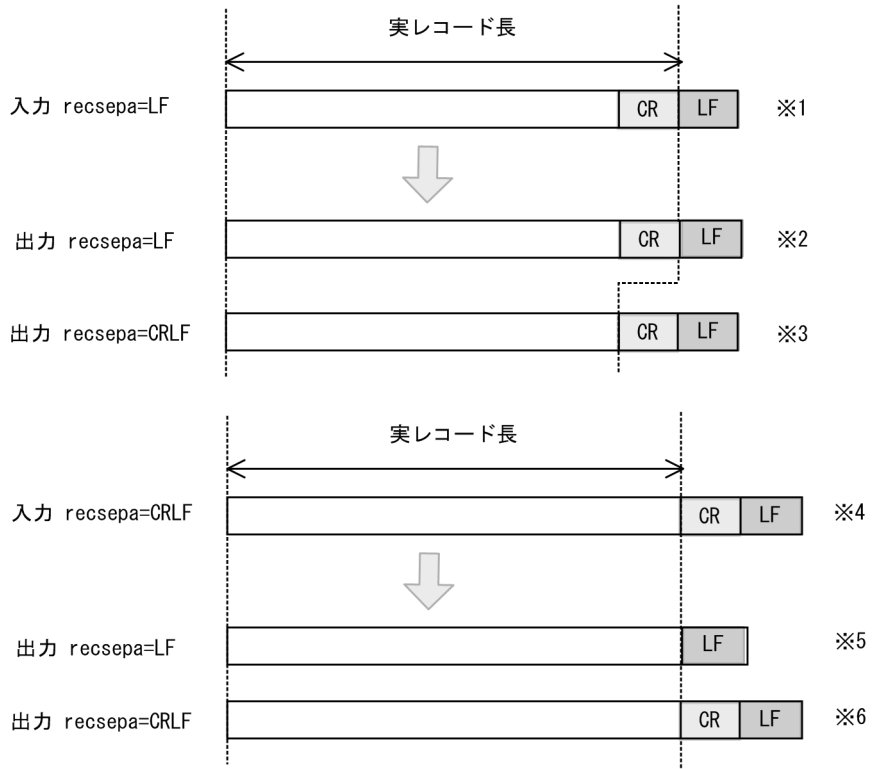 実レコード長
入力 recsepa=LF CR LF ※1
出力 recsepa=LF CR LF ※2
出力 recsepa=CRLF CR LF ※3
実レコード長
入力 recsepa=CRLF CR LF ※4
出力 recsepa=LF LF ※5
出力 recsepa=CRLF CR LF ※6